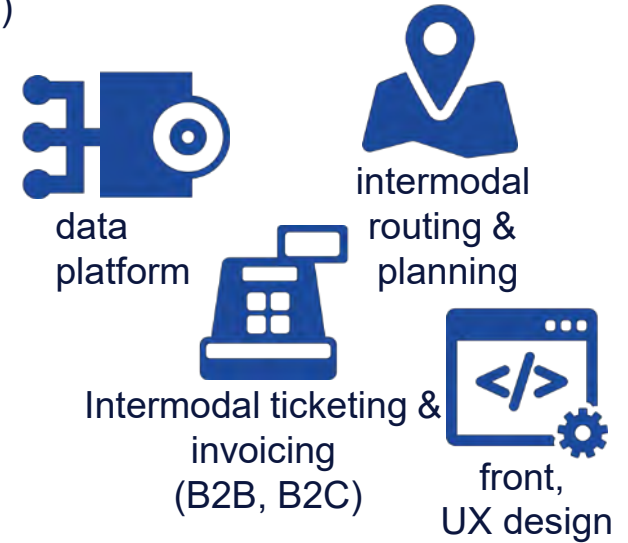 )
data
platform
intermodal
routing &
planning
Intermodal ticketing &
invoicing
(B2B, B2C)
</>
front,
UX design